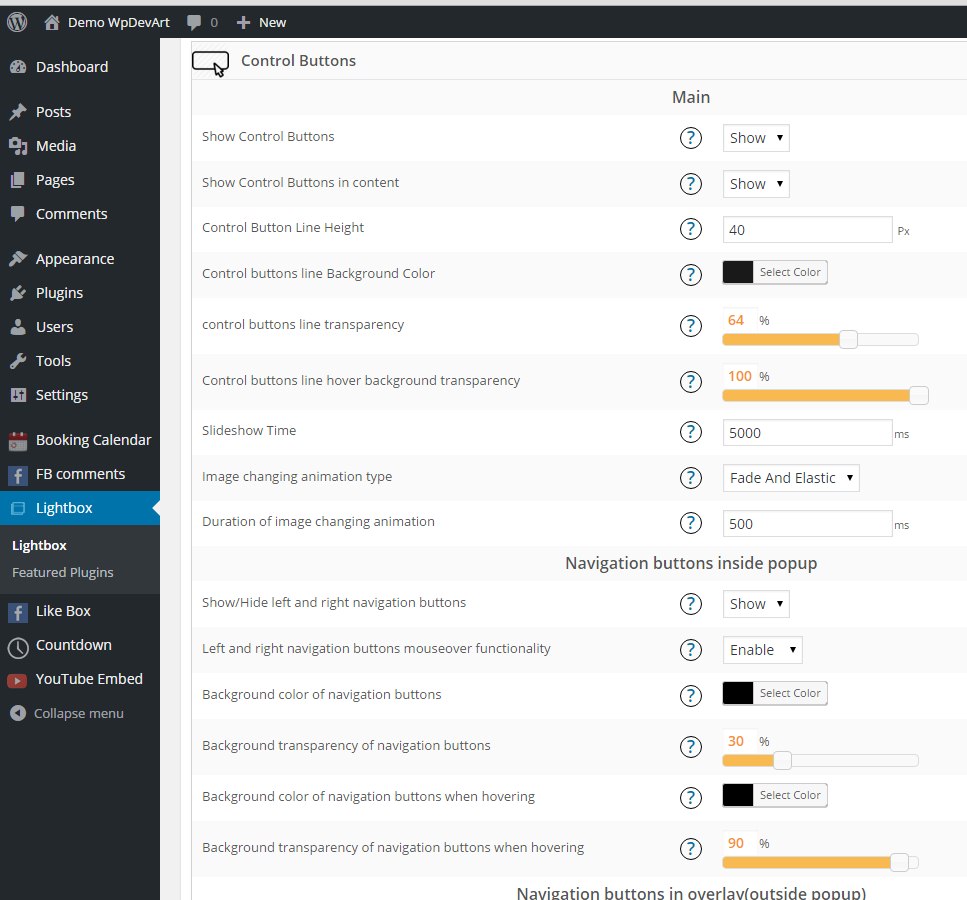 Demo WpDevArt 0 New
Dashboard
Posts
Media
Pages
Comments
Appearance
Plugins
Users
Tools
Settings
Booking Calendar
FB comments
Lightbox
Lightbox
Featured Plugins
Like Box
Countdown
YouTube Embed
Collapse menu
Control Buttons
Main
Show Control Buttons ? Show
Show Control Buttons in content ? Show
Control Button Line Height ? 40 Px
Control buttons line Background Color ? Select Color
control buttons line transparency ? 64 %
Control buttons line hover background transparency ? 100 %
Slideshow Time ? 5000 ms
Image changing animation type ? Fade And Elastic
Duration of image changing animation ? 500 ms
Navigation buttons inside popup
Show/Hide left and right navigation buttons ? Show
Left and right navigation buttons mouseover functionality ? Enable
Background color of navigation buttons ? Select Color
Background transparency of navigation buttons ? 30 %
Background color of navigation buttons when hovering ? Select Color
Background transparency of navigation buttons when hovering ? 90 %
Navigation buttons in overlay(outside popup)